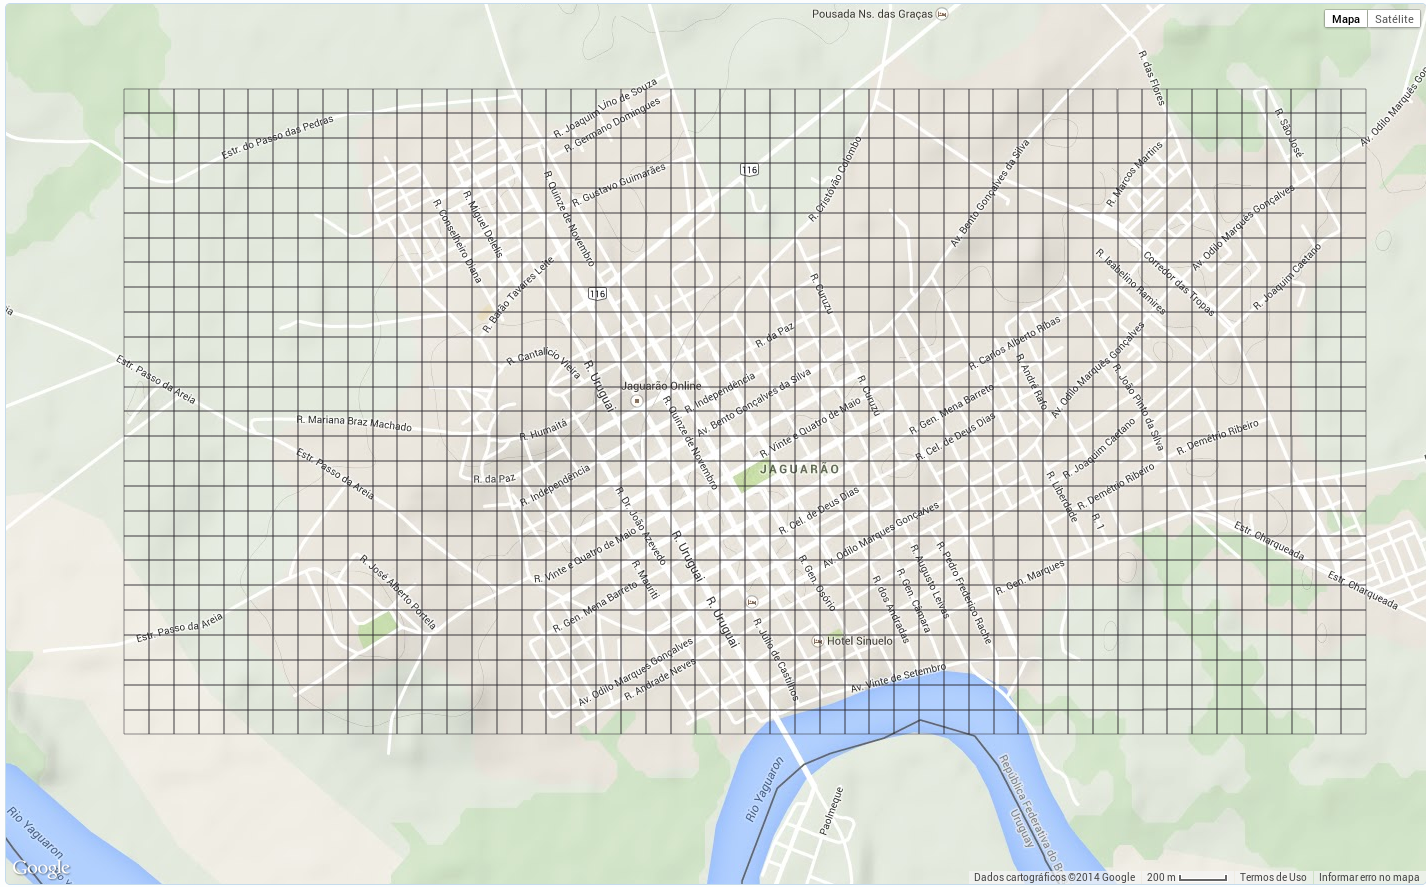 Pousada Ns. das Graças
Mapa
Satélite
R. das Flores
R. Joaquim Lino de Souza
R. Germano Domingues
Estr. do Passo das Pedras
R. São José
Av. Odilo Marquês Gon
116
R. Gustavo Guimarães
R. Quinze de Novembro
R. Cristóvão Colombo
Av. Bento Gonçalves da Silva
R. Marcos Martins
R. Miguel Delelis
R. Conselheiro Diana
Av. Odilo Marquês Gonçalves
R. Isabelino Ramires
Corredor das Tropas
R. Joaquim Caetano
R. Barão Tavares Leite
116
R. Curuzu
R. da Paz
R. Carlos Alberto Ribas
Av. Odilo Marquês Gonçalves
Estr. Passo da Areia
R. Cantalício Vieira
R. Uruguai
Jaguarão Online
R. Independência
Av. Bento Gonçalves da Silva
R. Curuzu
R. André Rafo
R. João Pinto da Silva
R. Mariana Braz Machado
R. Humaitá
R. Quinze de Novembro
R. Vinte e Quatro de Maio
R. Gen. Mena Barreto
R. Cel. de Deus Dias
R. Joaquim Caetano
R. Demétrio Ribeiro
JAGUARÃO
Estr. Passo da Areia
R. da Paz
R. Independência
R. Dr. João Azevedo
R. Cel. de Deus Dias
R. Liberdade
R. Demétrio Ribeiro
R. 1
Av. Odilo Marques Gonçalves
Estr. Charqueada
R. Vinte e Quatro de Maio
R. Uruguai
R. José Alberto Portela
R. Mauriti
R. Gen. Mena Barreto
R. Gen. Osório
R. dos Andradas
R. Gen. Câmara
R. Augusto Leivas
R. Pedro Frederico Rache
R. Gen. Marques
Estr. Charqueada
Estr. Passo da Areia
R. Uruguai
R. Júlio de Castilhos
Hotel Sinuelo
Av. Odilo Marques Gonçalves
R. Andrade Neves
Av. Vinte de Setembro
Rio Yaguaron
República Federativa do B
Uruguay
Paolmeque
Rio Yaguaron
Google
Dados cartográficos ©2014 Google
200 m
Termos de Uso
Informar erro no mapa